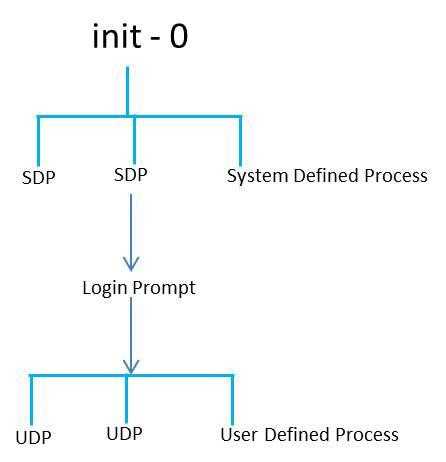 init - 0
SDP
SDP
System Defined Process
Login Prompt
UDP
UDP
User Defined Process